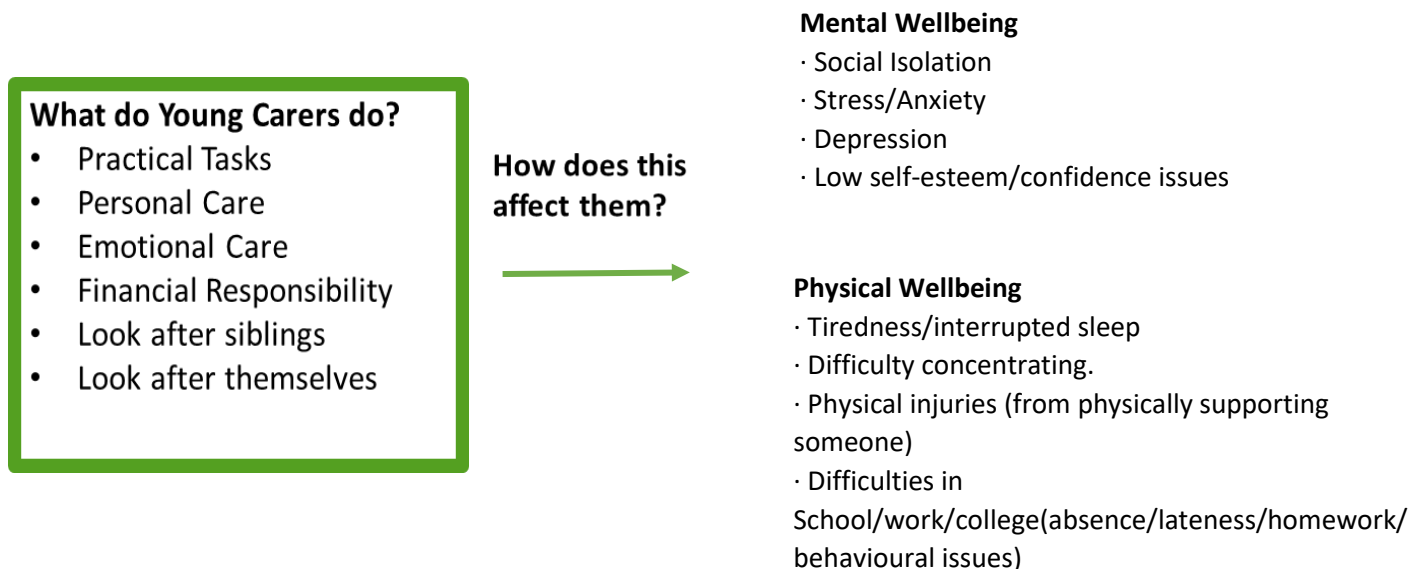 What do Young Carers do?
• Practical Tasks
• Personal Care
• Emotional Care
• Financial Responsibility
• Look after siblings
• Look after themselves
How does this
affect them?
Mental Wellbeing
· Social Isolation
· Stress/Anxiety
· Depression
· Low self-esteem/confidence issues
Physical Wellbeing
· Tiredness/interrupted sleep
· Difficulty concentrating.
· Physical injuries (from physically supporting
someone)
· Difficulties in
School/work/college(absence/lateness/homework/
behavioural issues)